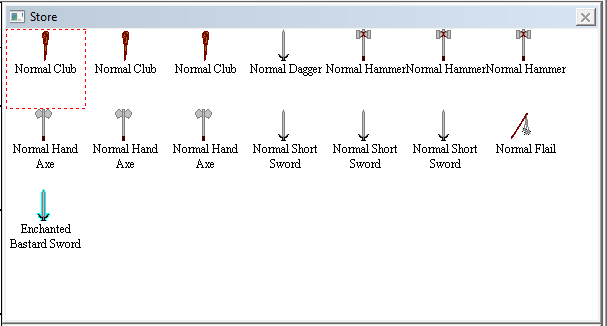 Store
Normal Club Normal Club Normal Club Normal Dagger Normal Hammer Normal Hammer Normal Hammer
Normal Hand Normal Hand Normal Hand Normal Short Normal Short Normal Short Normal Flail
Axe Axe Axe Sword Sword Sword
Enchanted
Bastard Sword